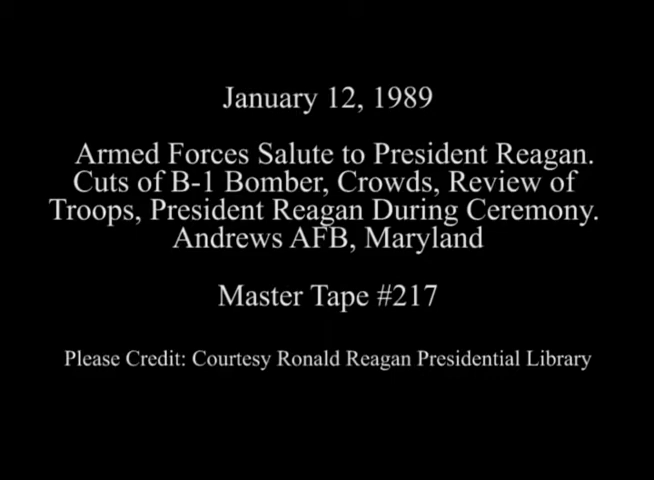 January 12, 1989
Armed Forces Salute to President Reagan.
Cuts of B-1 Bomber, Crowds, Review of
Troops, President Reagan During Ceremony.
Andrews AFB, Maryland
Master Tape #217
Please Credit: Courtesy Ronald Reagan Presidential Library